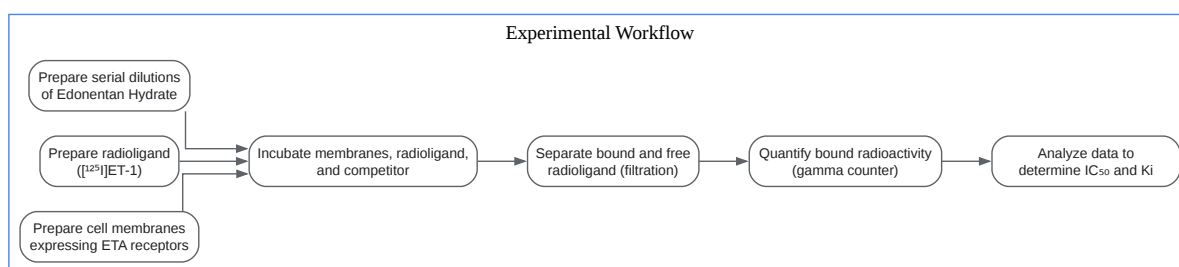 Experimental Workflow
Prepare serial dilutions
of Edonentan Hydrate
Prepare radioligand
([¹²⁵I]ET-1)
Prepare cell membranes
expressing ETA receptors
Incubate membranes, radioligand,
and competitor
Separate bound and free
radioligand (filtration)
Quantify bound radioactivity
(gamma counter)
Analyze data to
determine IC₅₀ and Ki